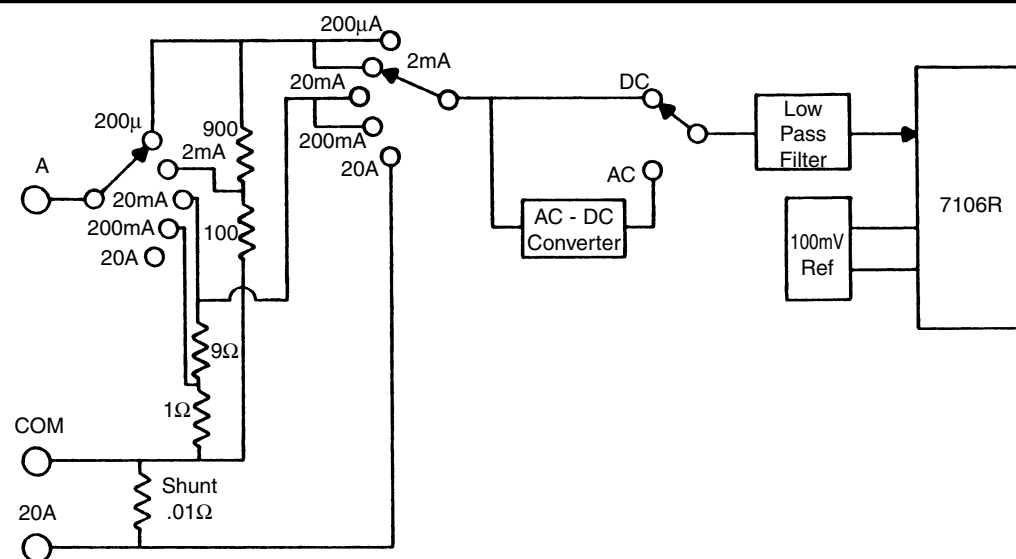 200μA
2mA
DC
20mA
Low
Pass
Filter
200μ
900
200mA
A
2mA
20A
AC
20mA
7106R
200mA
100
AC - DC
Converter
100mV
Ref
20A
9Ω
1Ω
COM
Shunt
.01Ω
20A